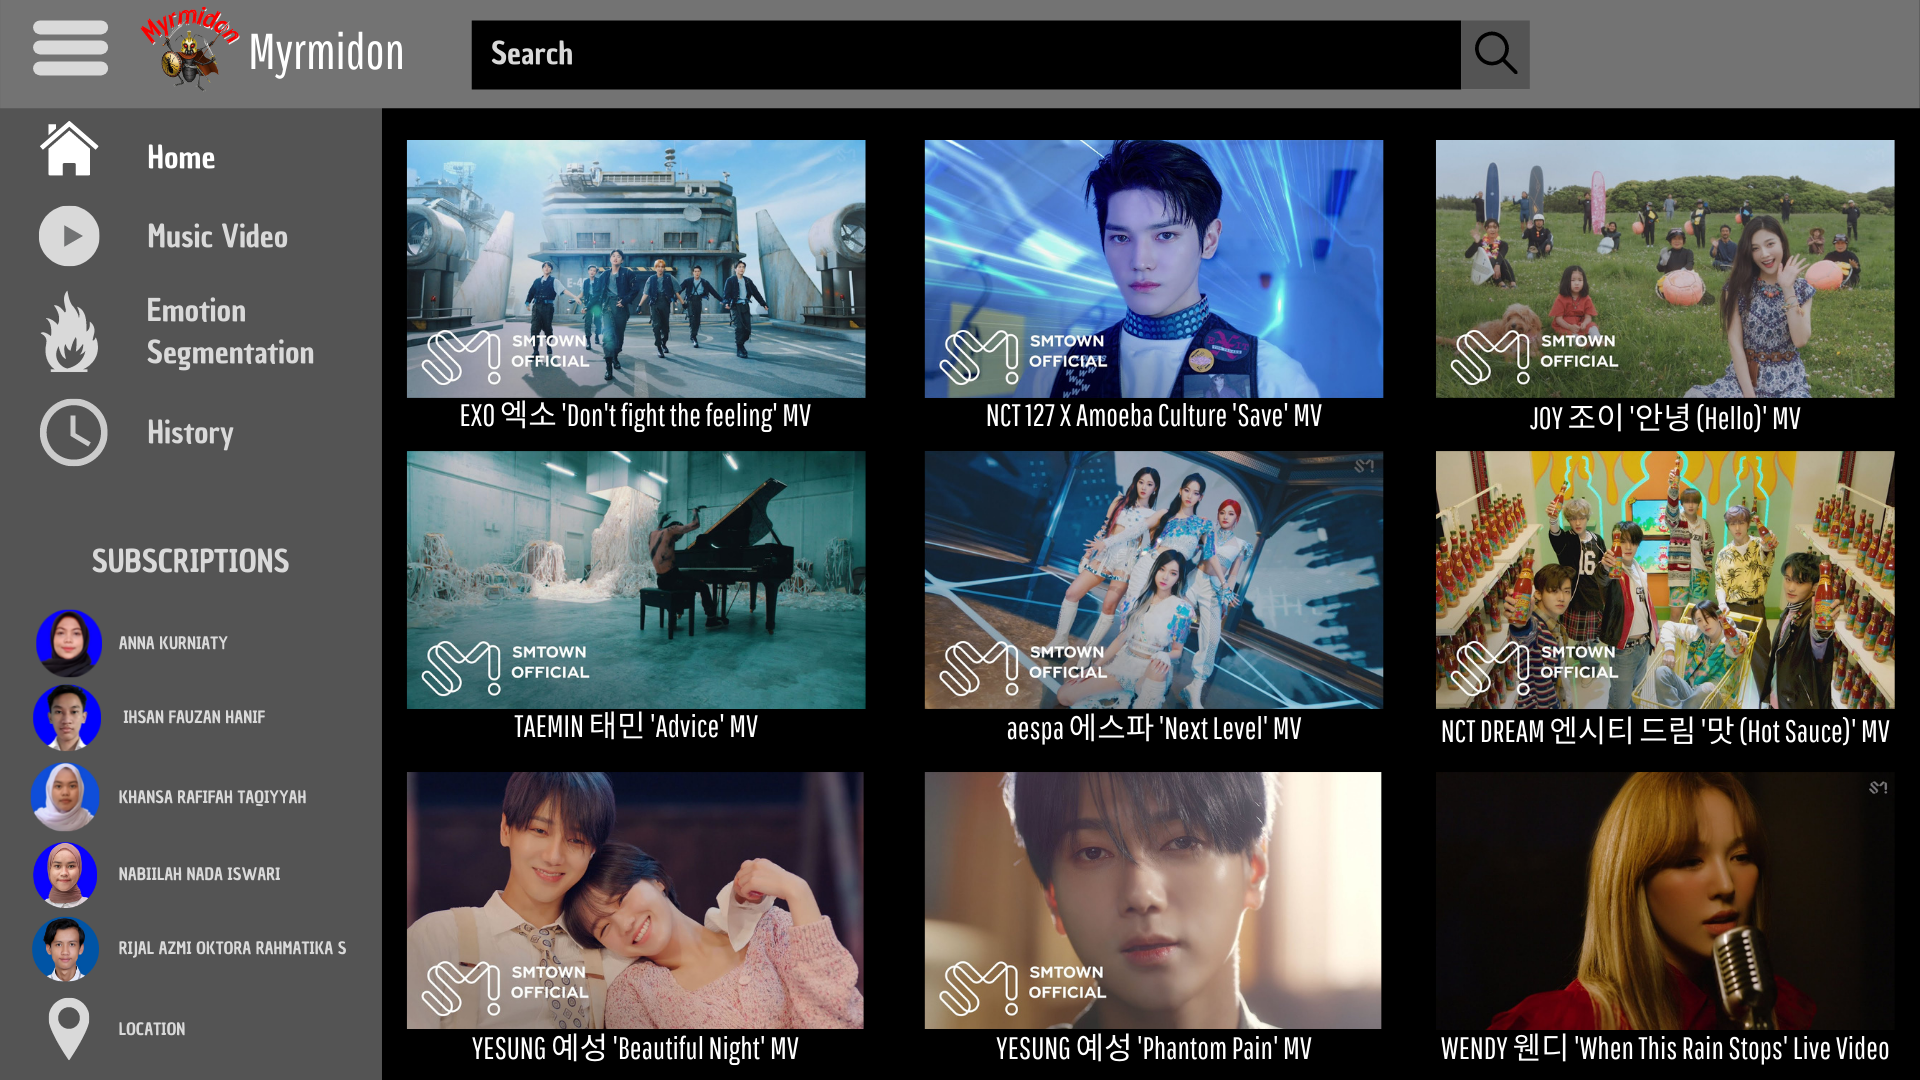 Myrmidon
Myrmidon
Search
Home
Music Video
Emotion
Segmentation
History
SUBSCRIPTIONS
ANNA KURNIATY
IHSAN FAUZAN HANIF
KHANSA RAFIFAH TAQIYYAH
NABIILAH NADA ISWARI
RIJAL AZMI OKTORA RAHMATIKA S
LOCATION
SMTOWN
OFFICIAL
EXO 엑소 'Don't fight the feeling' MV
SMTOWN
OFFICIAL
NCT 127 X Amoeba Culture 'Save' MV
SMTOWN
OFFICIAL
JOY 조이 '안녕 (Hello)' MV
SMTOWN
OFFICIAL
TAEMIN 태민 'Advice' MV
SMTOWN
OFFICIAL
aespa 에스파 'Next Level' MV
16
SMTOWN
OFFICIAL
NCT DREAM 엔시티 드림 '맛 (Hot Sauce)' MV
SMTOWN
OFFICIAL
YESUNG 예성 'Beautiful Night' MV
SMTOWN
OFFICIAL
YESUNG 예성 'Phantom Pain' MV
WENDY 웬디 'When This Rain Stops' Live Video